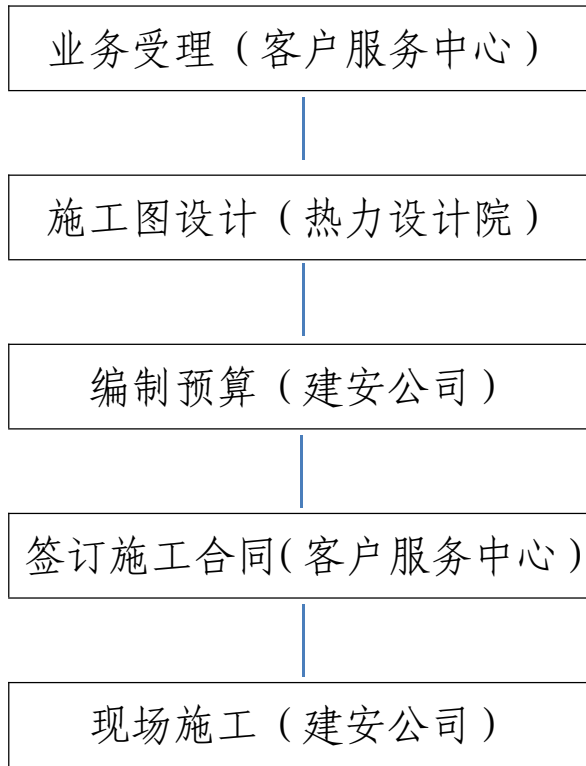 业务受理（客户服务中心）
施工图设计（热力设计院）
编制预算（建安公司）
签订施工合同(客户服务中心)
现场施工（建安公司）